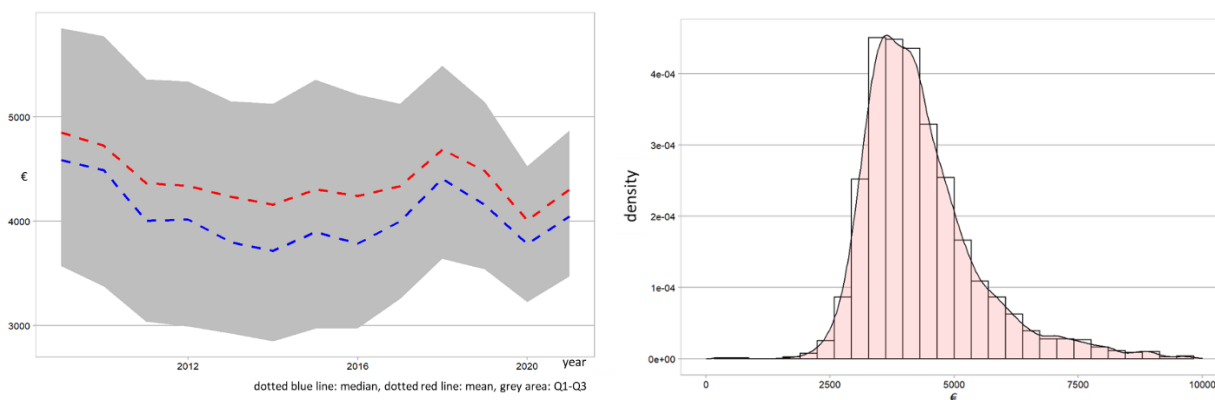 5000
€
4000
3000
2012
2016
2020
year
dotted blue line: median, dotted red line: mean, grey area: Q1-Q3
density
4e-04
3e-04
2e-04
1e-04
0e+00
0
2500
5000
7500
10000
€